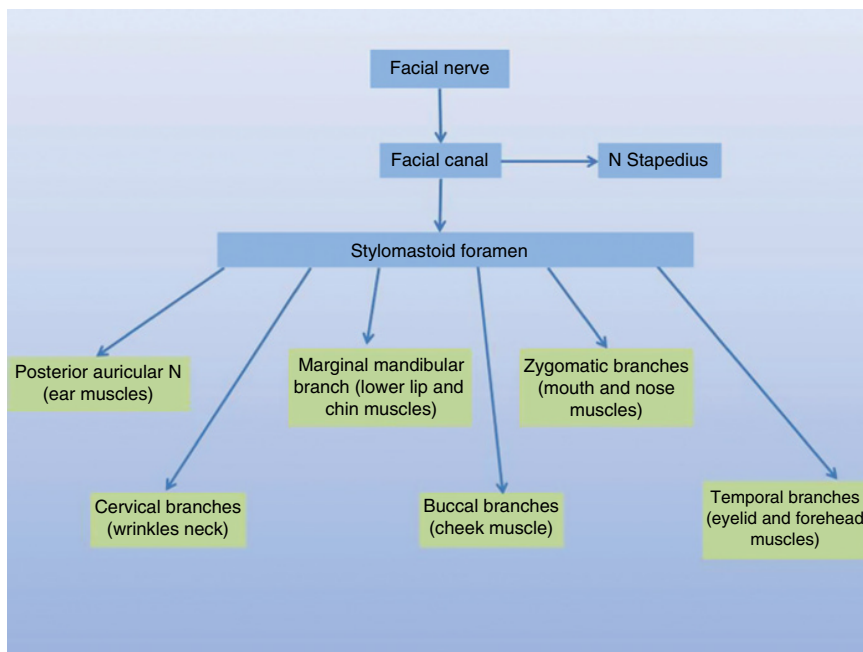 Facial nerve
Facial canal
N Stapedius
Stylomastoid foramen
Posterior auricular N
(ear muscles)
Marginal mandibular
branch (lower lip and
chin muscles)
Zygomatic branches
(mouth and nose
muscles)
Cervical branches
(wrinkles neck)
Buccal branches
(cheek muscle)
Temporal branches
(eyelid and forehead
muscles)